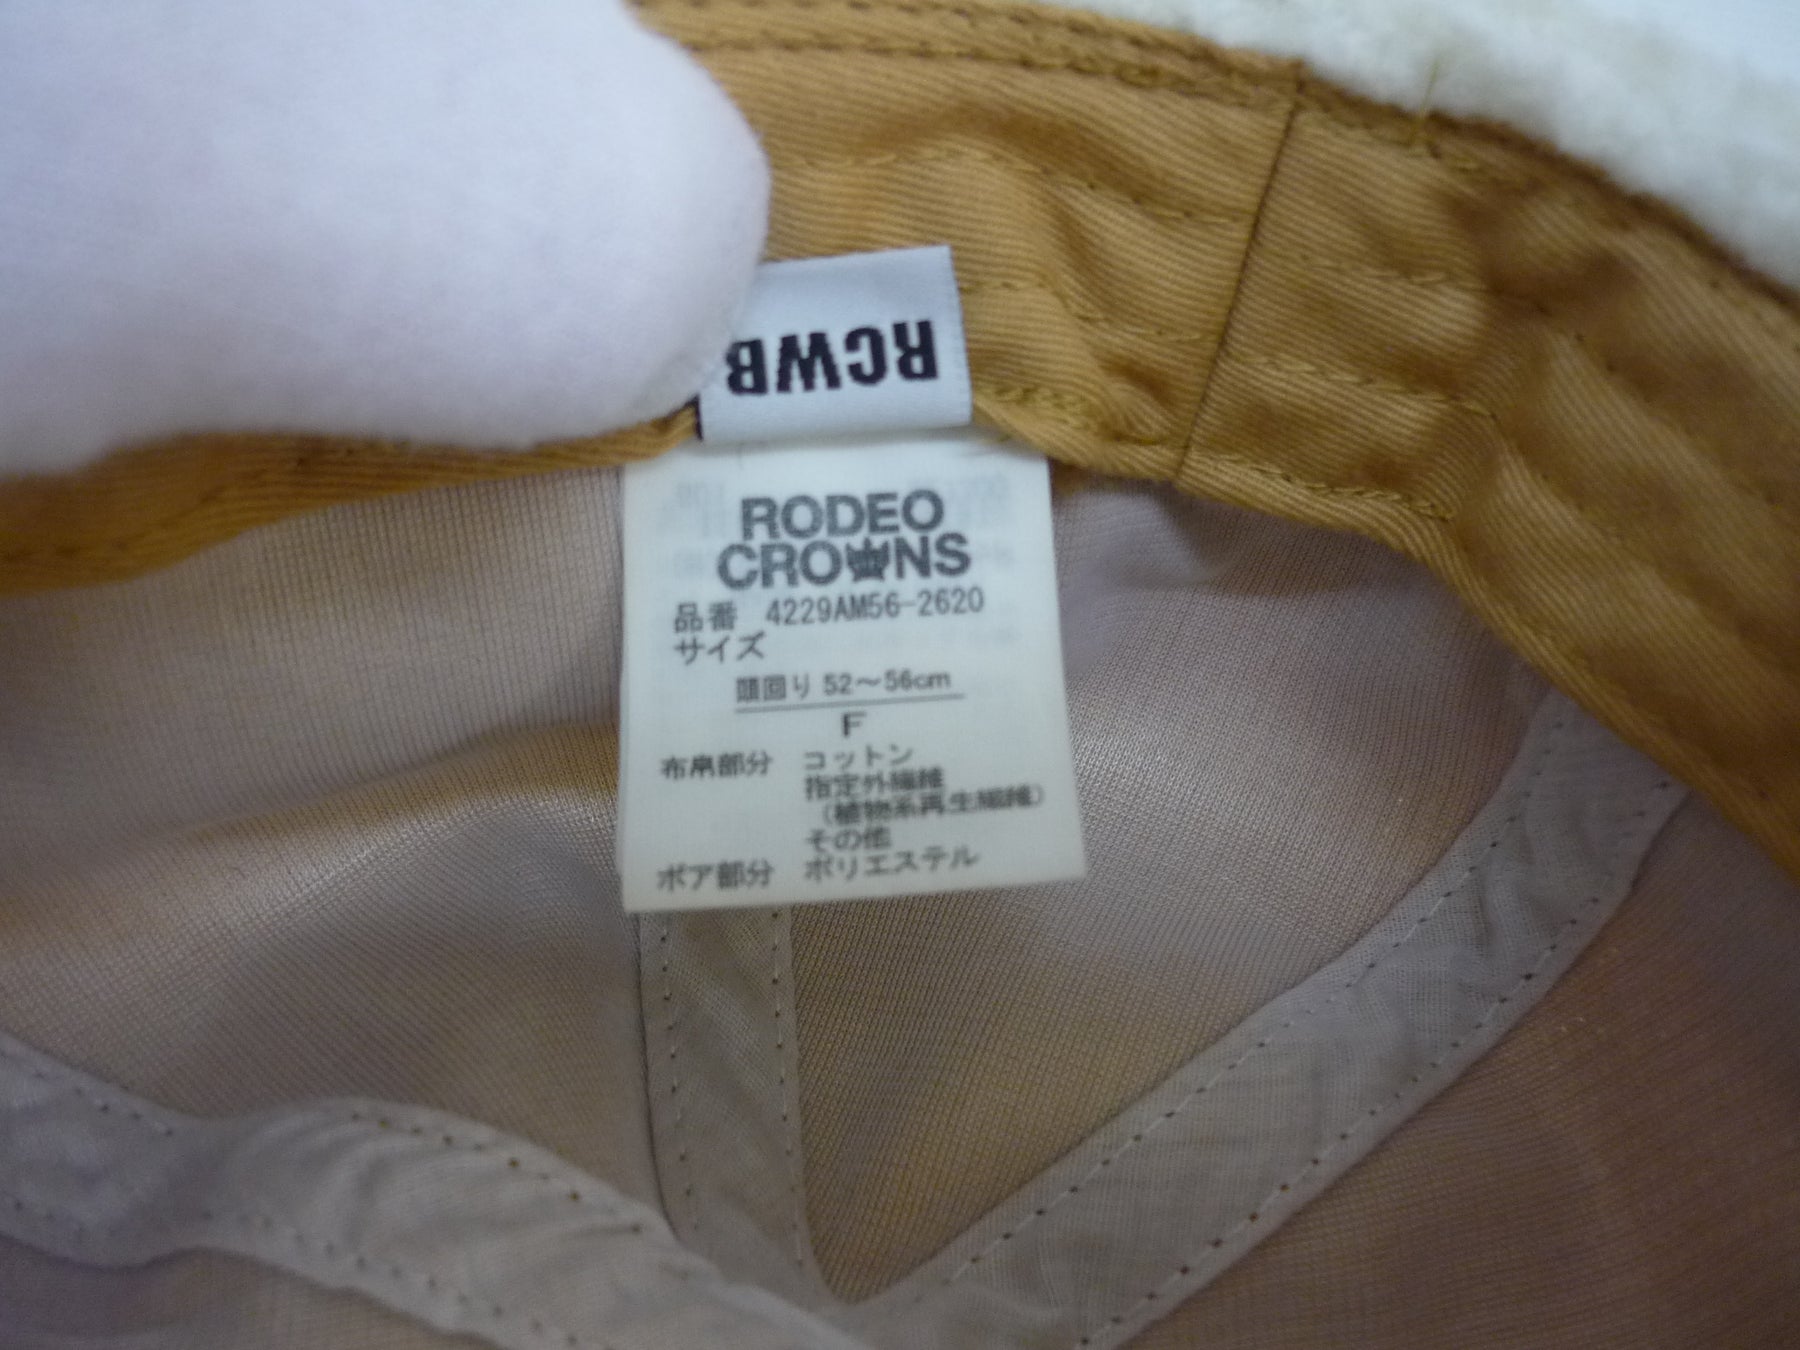 RCWB
RODEO
CROWNS
品番 4229AM56-2620
サイズ
頭回り 52～56cm
F
布帛部分 コットン
指定外繊維
(植物系再生繊維)
その他
ボア部分 ポリエステル